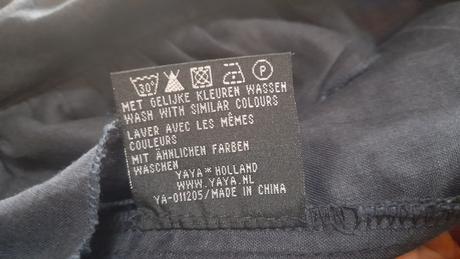 30°
P
MET GELIJKE KLEUREN WASSEN
WASH WITH SIMILAR COLOURS
LAVER AVEC LES MÊMES
COULEURS
MIT ÄHNLICHEN FARBEN
WASCHEN
YAYA*HOLLAND
WWW.YAYA.NL
YA-011205/MADE IN CHINA